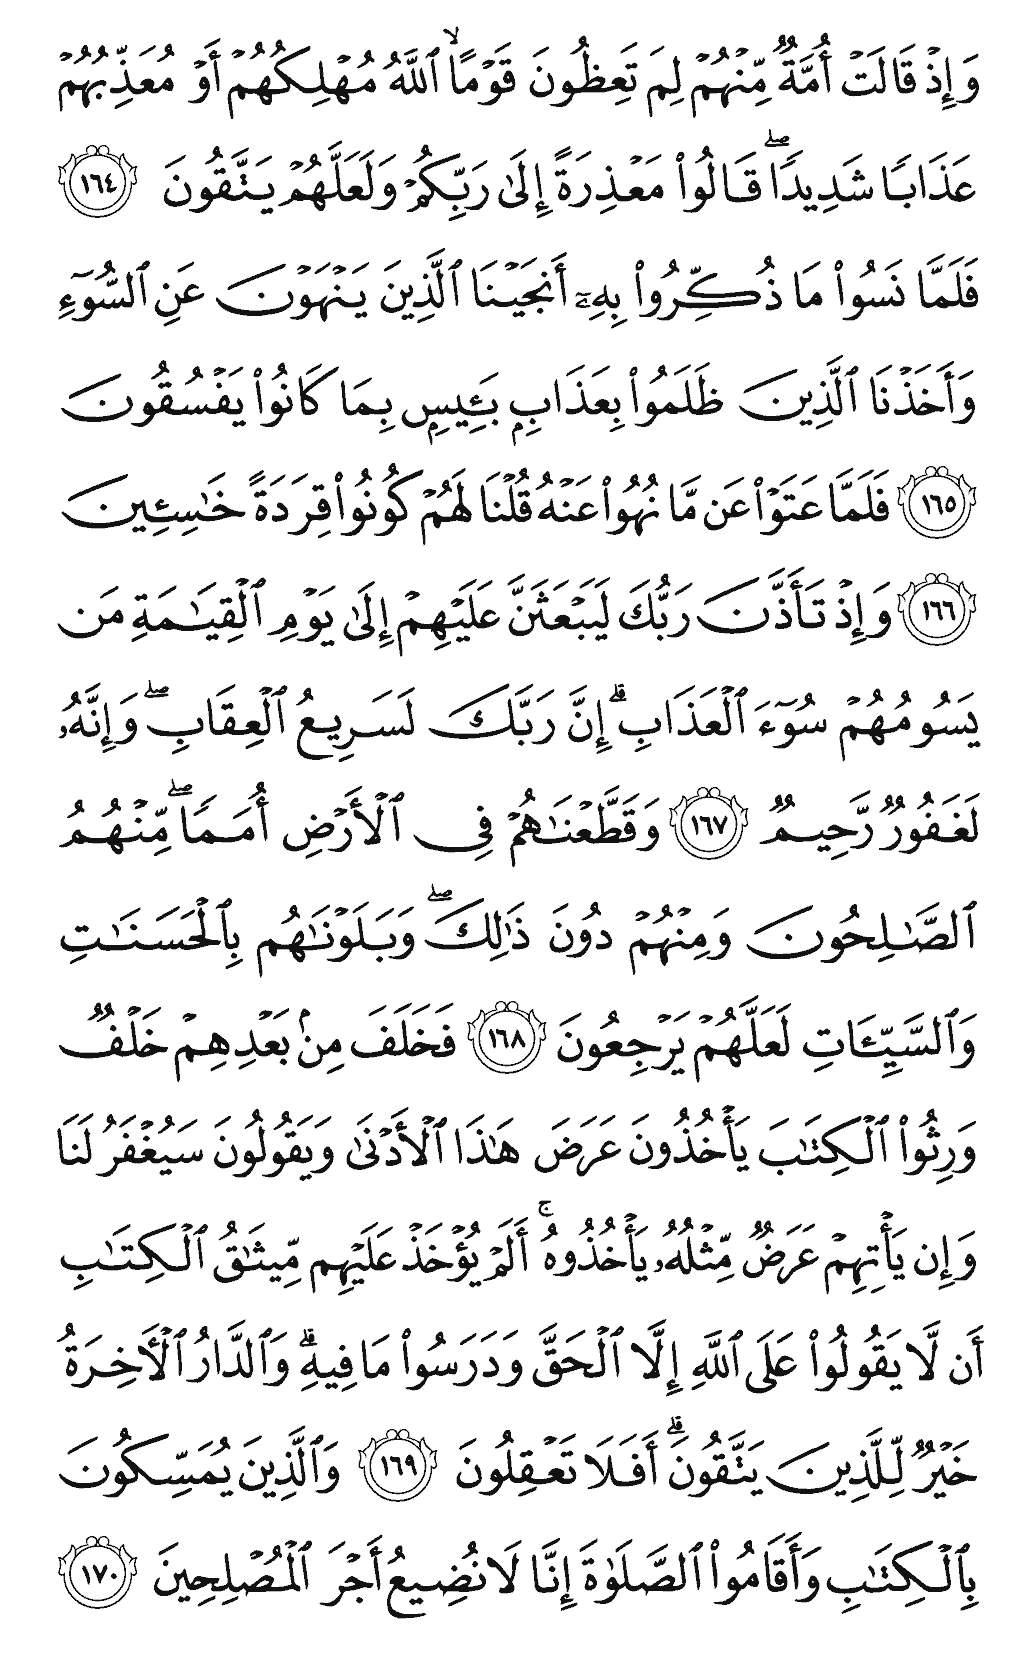 وَإِذۡ قَالَتۡ أُمَّةٞ مِّنۡهُمۡ لِمَ تَعِظُونَ قَوۡمًا ۙ ٱللَّهُ مُهۡلِكُهُمۡ أَوۡ مُعَذِّبُهُمۡ
عَذَابٗا شَدِيدٗاۖ قَالُواْ مَعۡذِرَةً إِلَىٰ رَبِّكُمۡ وَلَعَلَّهُمۡ يَتَّقُونَ ١٦٤
فَلَمَّا نَسُواْ مَا ذُكِّرُواْ بِهِۦٓ أَنجَيۡنَا ٱلَّذِينَ يَنۡهَوۡنَ عَنِ ٱلسُّوٓءِ
وَأَخَذۡنَا ٱلَّذِينَ ظَلَمُواْ بِعَذَابِۭ بَـِٔيسِۭ بِمَا كَانُواْ يَفۡسُقُونَ
١٦٥ فَلَمَّا عَتَوۡاْ عَن مَّا نُهُواْ عَنۡهُ قُلۡنَا لَهُمۡ كُونُواْ قِرَدَةً خَٰسِـِٔينَ
١٦٦ وَإِذۡ تَأَذَّنَ رَبُّكَ لَيَبۡعَثَنَّ عَلَيۡهِمۡ إِلَىٰ يَوۡمِ ٱلۡقِيَٰمَةِ مَن
يَسُومُهُمۡ سُوٓءَ ٱلۡعَذَابِۗ إِنَّ رَبَّكَ لَسَرِيعُ ٱلۡعِقَابِۖ وَإِنَّهُۥ
لَغَفُورٞ رَّحِيمٞ ١٦٧ وَقَطَّعۡنَٰهُمۡ فِي ٱلۡأَرۡضِ أُمَمٗاۖ مِّنۡهُمُ
ٱلصَّٰلِحُونَ وَمِنۡهُمۡ دُونَ ذَٰلِكَۖ وَبَلَوۡنَٰهُم بِٱلۡحَسَنَٰتِ
وَٱلسَّيِّـَٔاتِ لَعَلَّهُمۡ يَرۡجِعُونَ ١٦٨ فَخَلَفَ مِنۢ بَعۡدِهِمۡ خَلۡفٞ
وَرِثُواْ ٱلۡكِتَٰبَ يَأۡخُذُونَ عَرَضَ هَٰذَا ٱلۡأَدۡنَىٰ وَيَقُولُونَ سَيُغۡفَرُ لَنَا
وَإِن يَأۡتِهِمۡ عَرَضٞ مِّثۡلُهُۥ يَأۡخُذُوهُۚ أَلَمۡ يُؤۡخَذۡ عَلَيۡهِم مِّيثَٰقُ ٱلۡكِتَٰبِ
أَن لَّا يَقُولُواْ عَلَى ٱللَّهِ إِلَّا ٱلۡحَقَّ وَدَرَسُواْ مَا فِيهِۗ وَٱلدَّارُ ٱلۡأٓخِرَةُ
خَيۡرٞ لِّلَّذِينَ يَتَّقُونَۗ أَفَلَا تَعۡقِلُونَ ١٦٩ وَٱلَّذِينَ يُمَسِّكُونَ
بِٱلۡكِتَٰبِ وَأَقَامُواْ ٱلصَّلَوٰةَ إِنَّا لَا نُضِيعُ أَجۡرَ ٱلۡمُصۡلِحِينَ ١٧٠